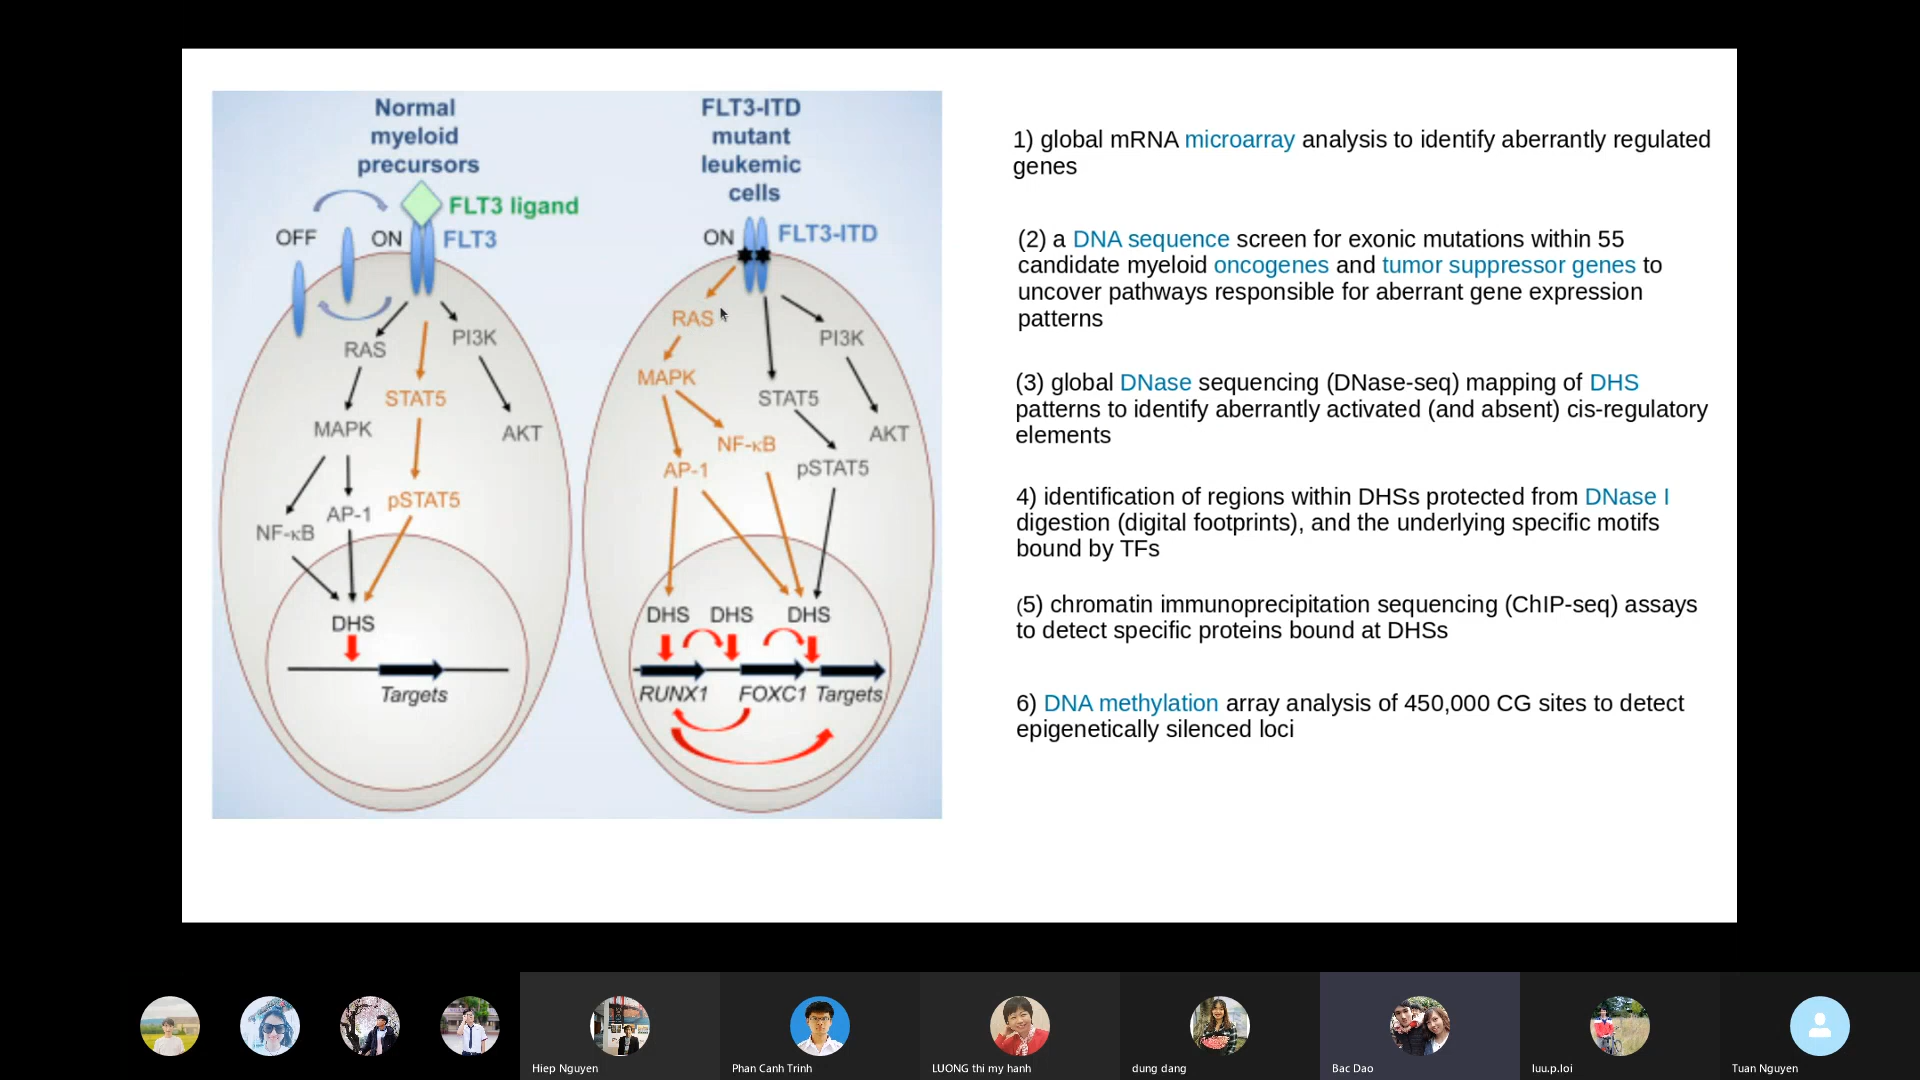 Normal
myeloid
precursors
FLT3 ligand
OFF
ON
FLT3
RAS
PI3K
STAT5
MAPK
AKT
pSTAT5
AP-1
NF-κB
DHS
Targets
FLT3-ITD
mutant
leukemic
cells
ON
FLT3-ITD
RAS
PI3K
MAPK
STAT5
NF-κB
AKT
AP-1
pSTAT5
DHS DHS DHS
RUNX1 FOXC1 Targets
1) global mRNA microarray analysis to identify aberrantly regulated
genes
(2) a DNA sequence screen for exonic mutations within 55
candidate myeloid oncogenes and tumor suppressor genes to
uncover pathways responsible for aberrant gene expression
patterns
(3) global DNase sequencing (DNase-seq) mapping of DHS
patterns to identify aberrantly activated (and absent) cis-regulatory
elements
4) identification of regions within DHSs protected from DNase I
digestion (digital footprints), and the underlying specific motifs
bound by TFs
(5) chromatin immunoprecipitation sequencing (ChIP-seq) assays
to detect specific proteins bound at DHSs
6) DNA methylation array analysis of 450,000 CG sites to detect
epigenetically silenced loci
Hiep Nguyen
Phan Canh Trinh
LUONG thi my hanh
dung dang
Bac Dao
luu.p.loi
Tuan Nguyen